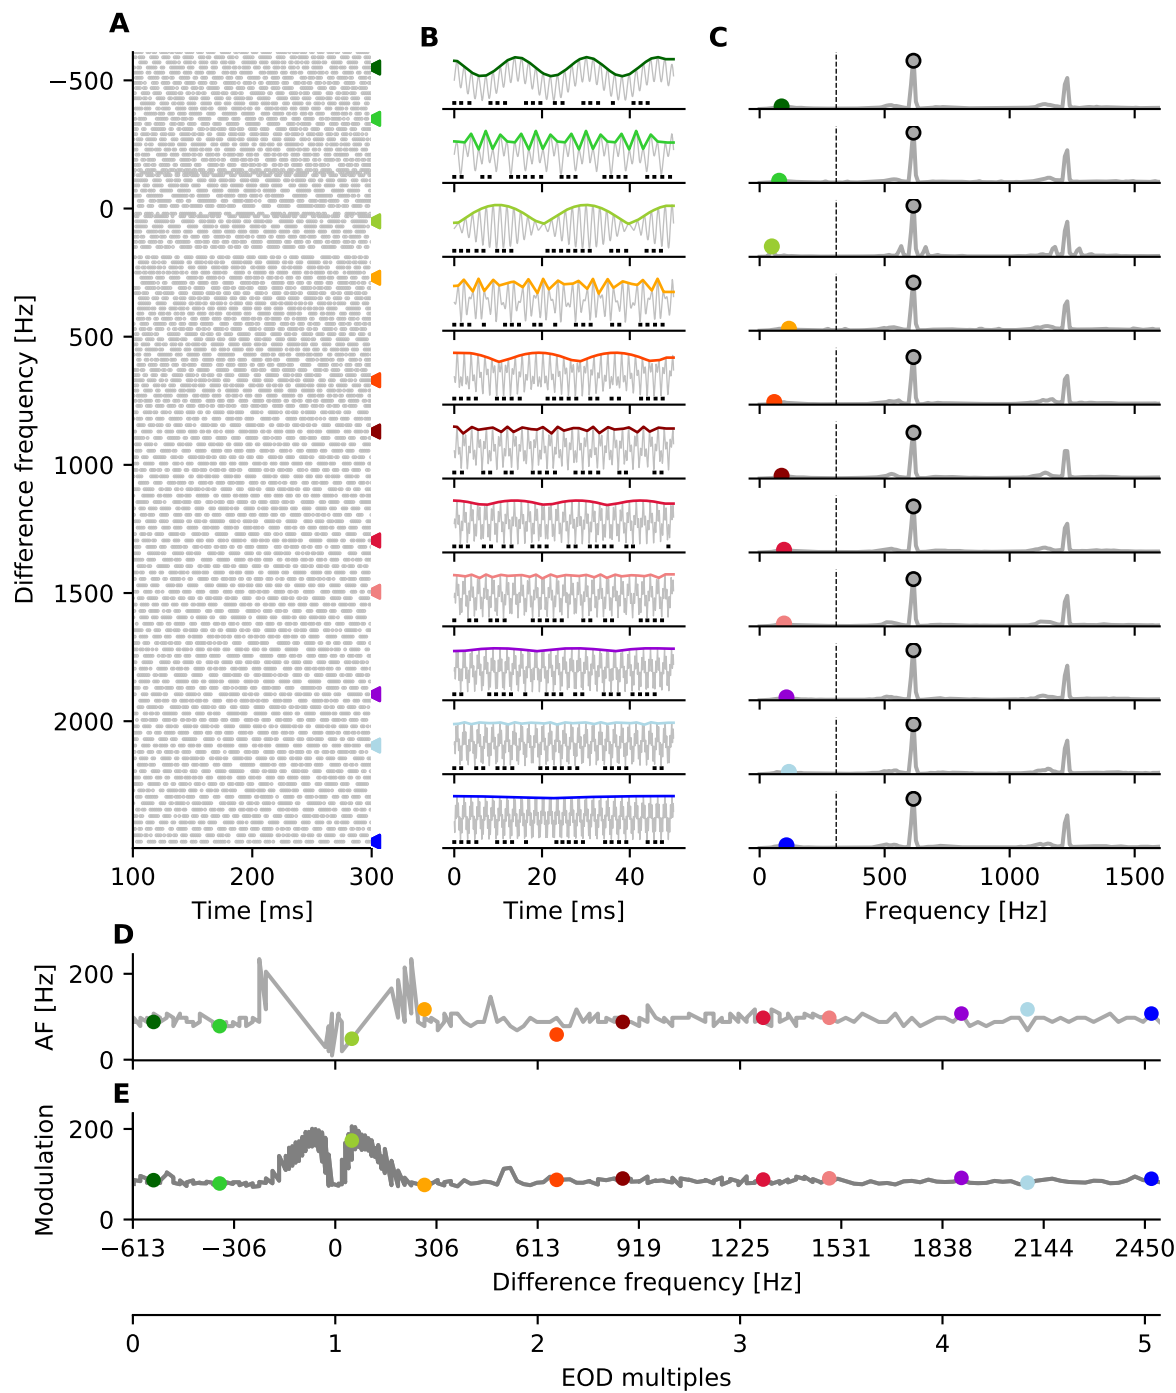 A
B
C
Difference frequency [Hz]
−500
0
500
1000
1500
2000
100 200 300
Time [ms]
0 20 40
Time [ms]
0 500 1000 1500
Frequency [Hz]
D
AF [Hz]
200
0
E
Modulation
200
0
−613 −306 0 306 613 919 1225 1531 1838 2144 2450
Difference frequency [Hz]
0 1 2 3 4 5
EOD multiples